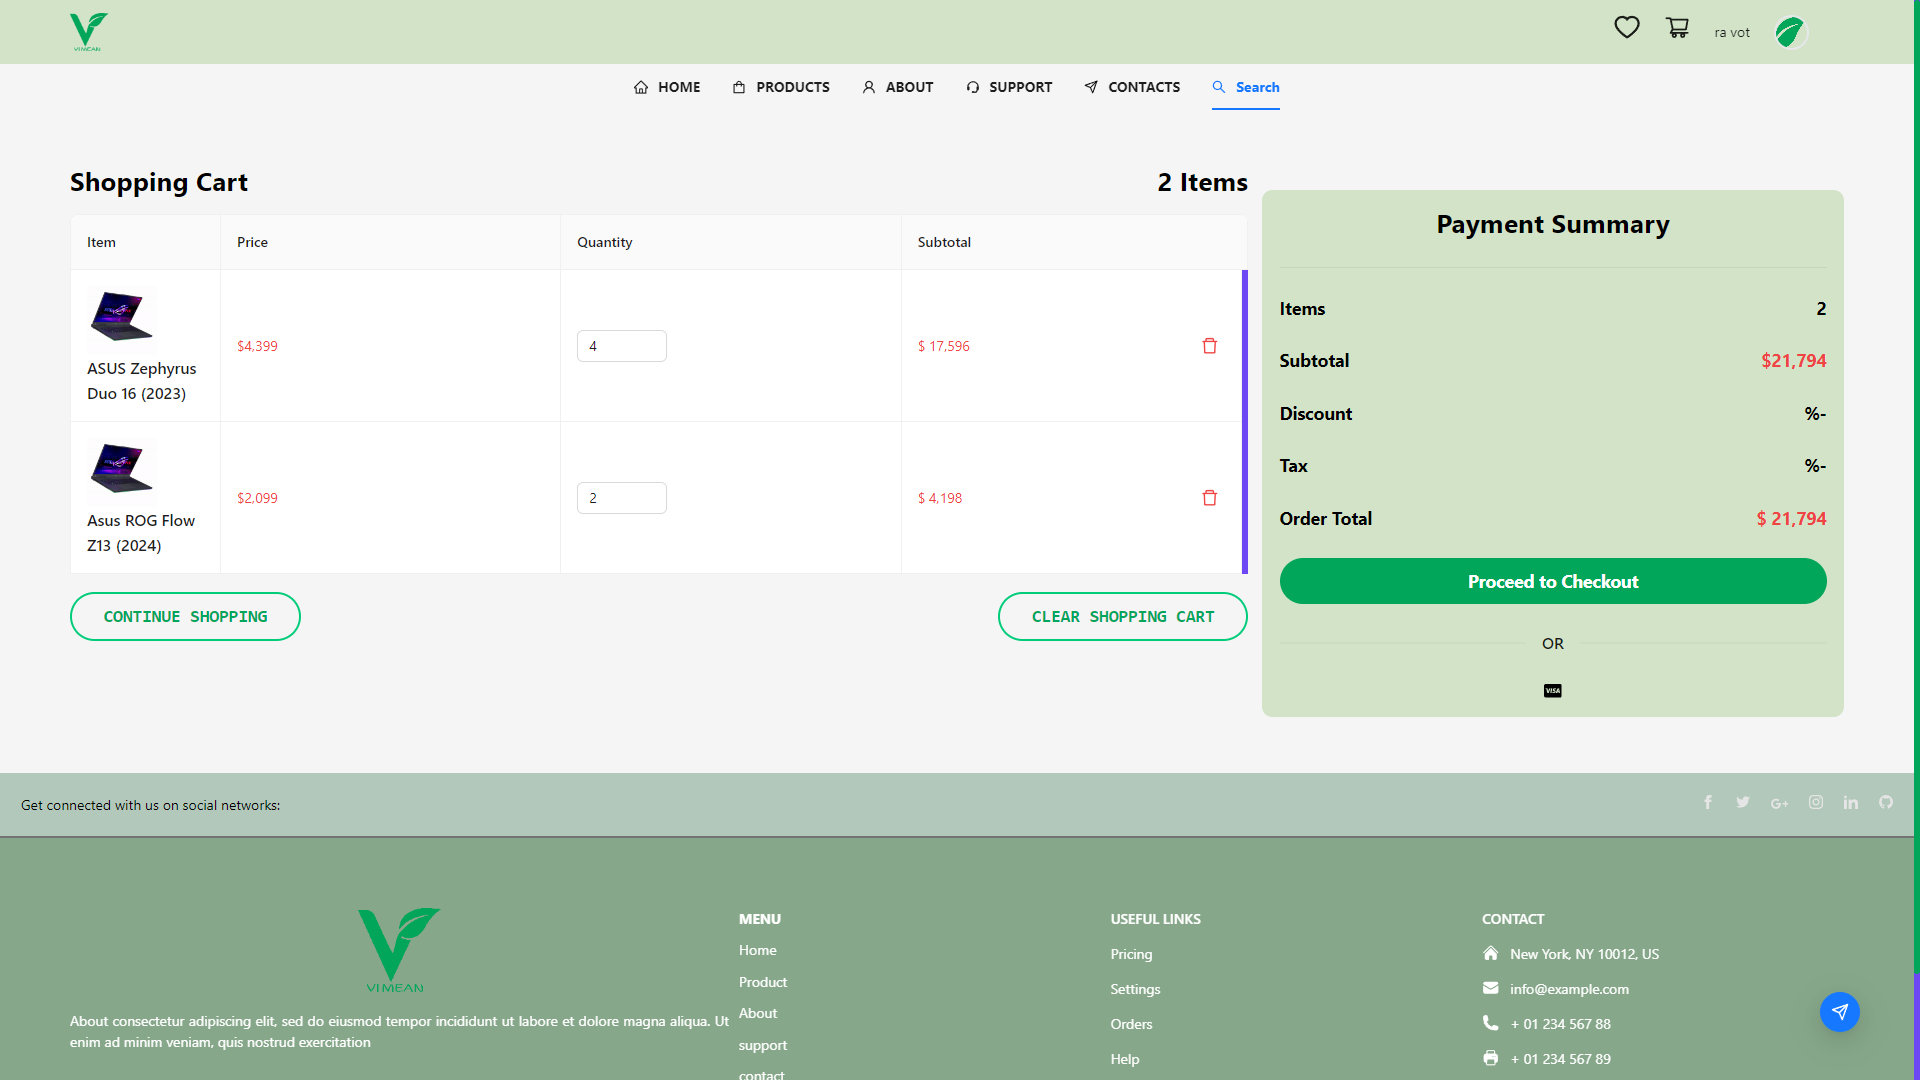 VIMEAN
ra vot
HOME
PRODUCTS
ABOUT
SUPPORT
CONTACTS
Search
Shopping Cart
2 Items
Item
Price
Quantity
Subtotal
ASUS Zephyrus
Duo 16 (2023)
$4,399
4
$ 17,596
Asus ROG Flow
Z13 (2024)
$2,099
2
$ 4,198
CONTINUE SHOPPING
CLEAR SHOPPING CART
Payment Summary
Items
2
Subtotal
$21,794
Discount
%-
Tax
%-
Order Total
$ 21,794
Proceed to Checkout
OR
VISA
Get connected with us on social networks:
VIMEAN
About consectetur adipiscing elit, sed do eiusmod tempor incididunt ut labore et dolore magna aliqua. Ut
enim ad minim veniam, quis nostrud exercitation
MENU
Home
Product
About
support
contact
USEFUL LINKS
Pricing
Settings
Orders
Help
CONTACT
New York, NY 10012, US
info@example.com
+ 01 234 567 88
+ 01 234 567 89